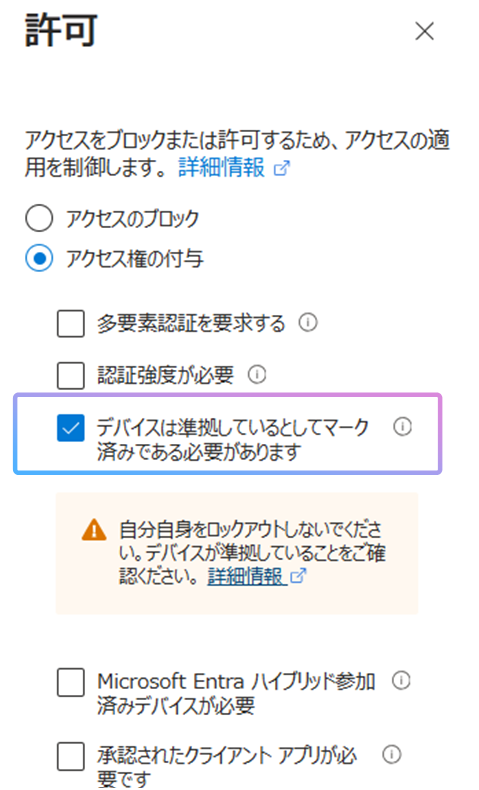 許可
アクセスをブロックまたは許可するため、アクセスの適
用を制御します。 詳細情報
アクセスのブロック
アクセス権の付与
多要素認証を要求する
認証強度が必要
デバイスは準拠しているとしてマーク
済みである必要があります
自分自身をロックアウトしないでくださ
い。デバイスが準拠していることをご確
認ください。 詳細情報
Microsoft Entra ハイブリッド参加
済みデバイスが必要
承認されたクライアント アプリが必
要です